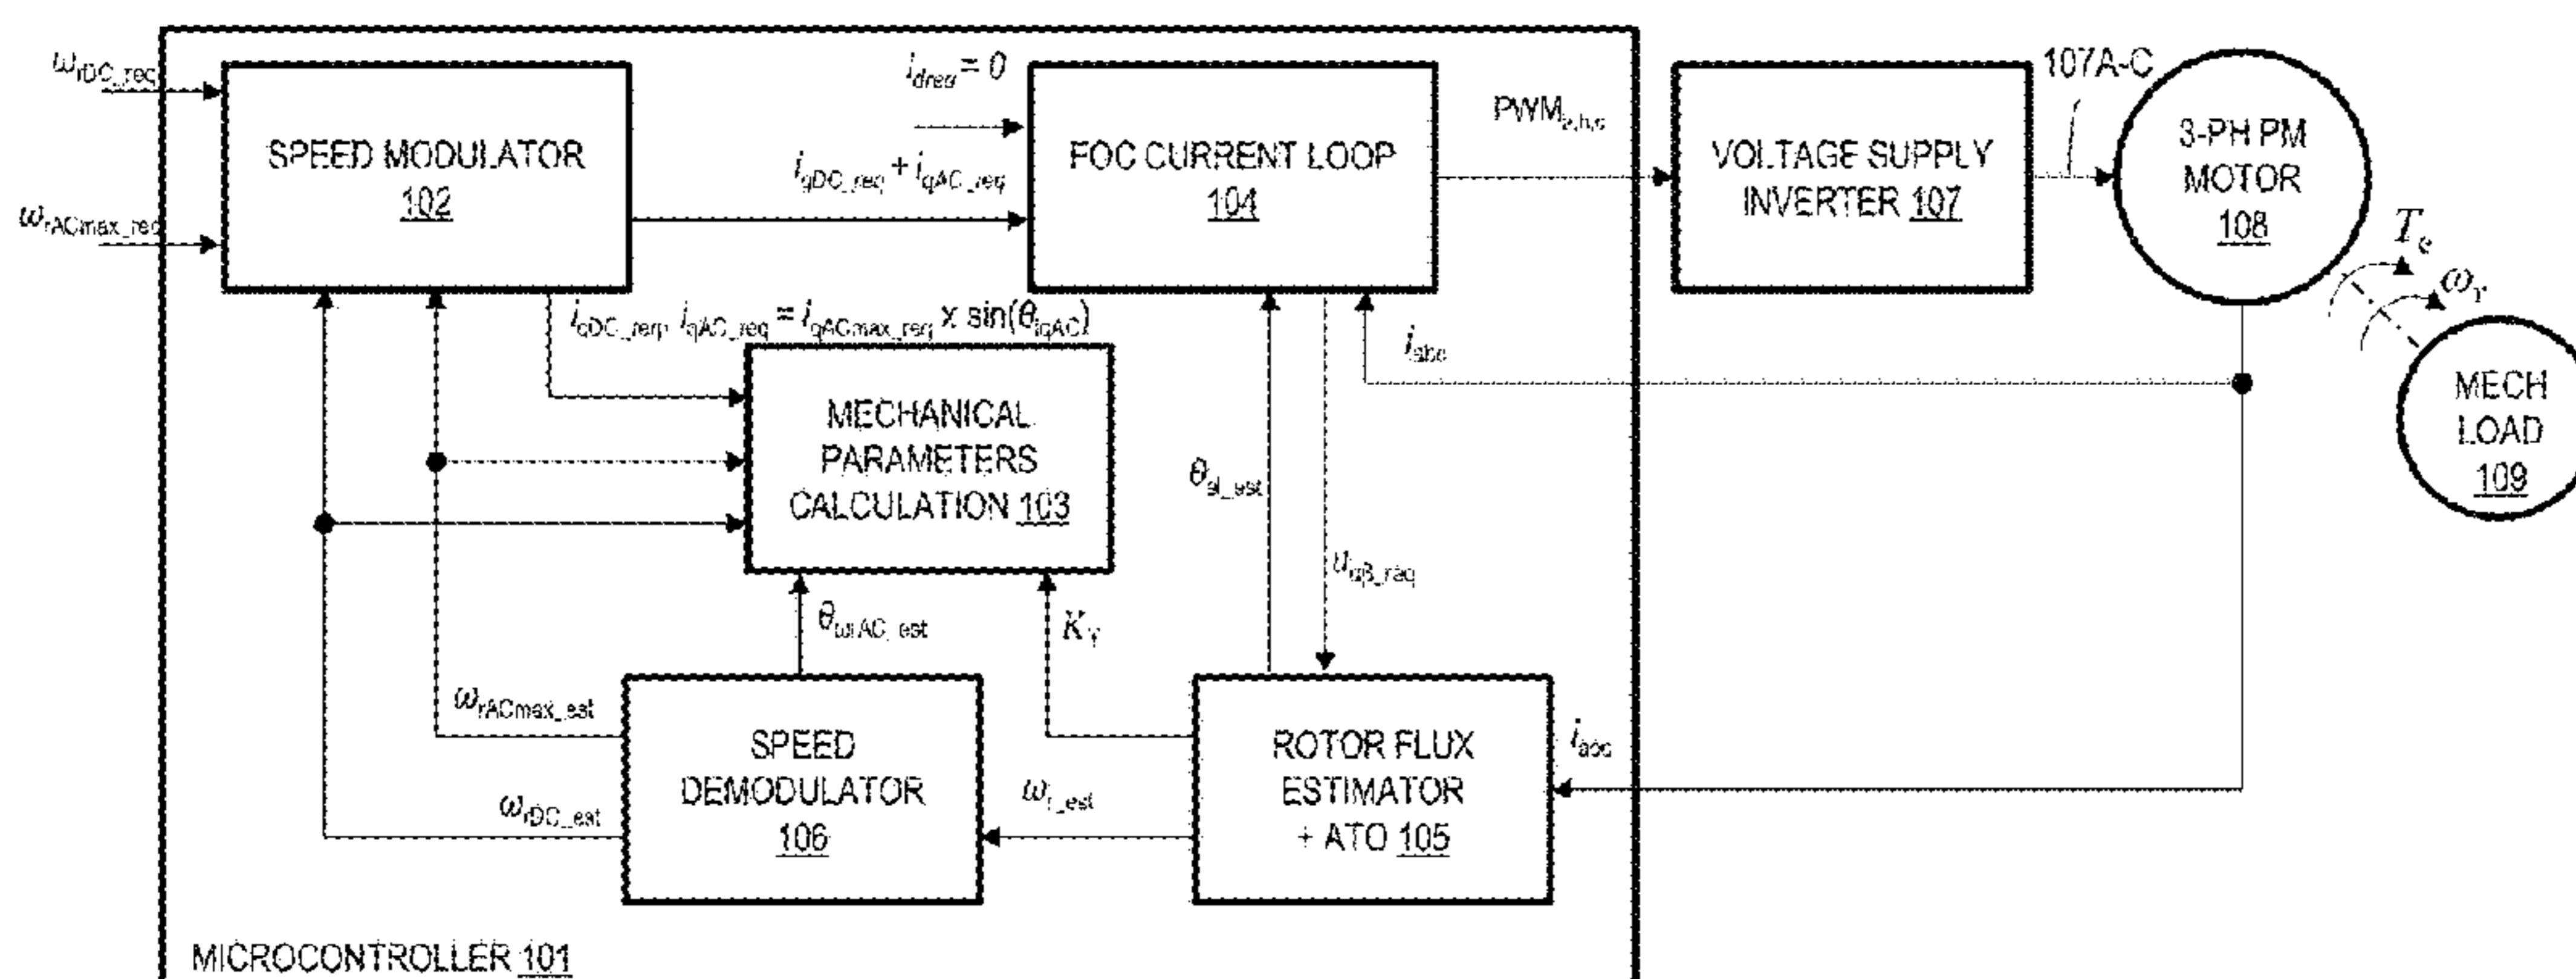 ωrDC_req
ωrACmax_req
SPEED MODULATOR
102
idreq = 0
iqDC_req + iqAC_req
FOC CURRENT LOOP
104
PWMa,b,c
VOLTAGE SUPPLY
INVERTER 107
107A-C
3-PH PM
MOTOR
108
Te
ωr
MECH
LOAD
109
iqDC_req, iqAC_req = iqACmax_req x sin(θiqAC)
MECHANICAL
PARAMETERS
CALCULATION 103
iabc
θel_est
uαβ_req
θωrAC_est
KT
ωrACmax_est
ωrDC_est
SPEED
DEMODULATOR
106
ωr_est
ROTOR FLUX
ESTIMATOR
+ ATO 105
iabc
MICROCONTROLLER 101